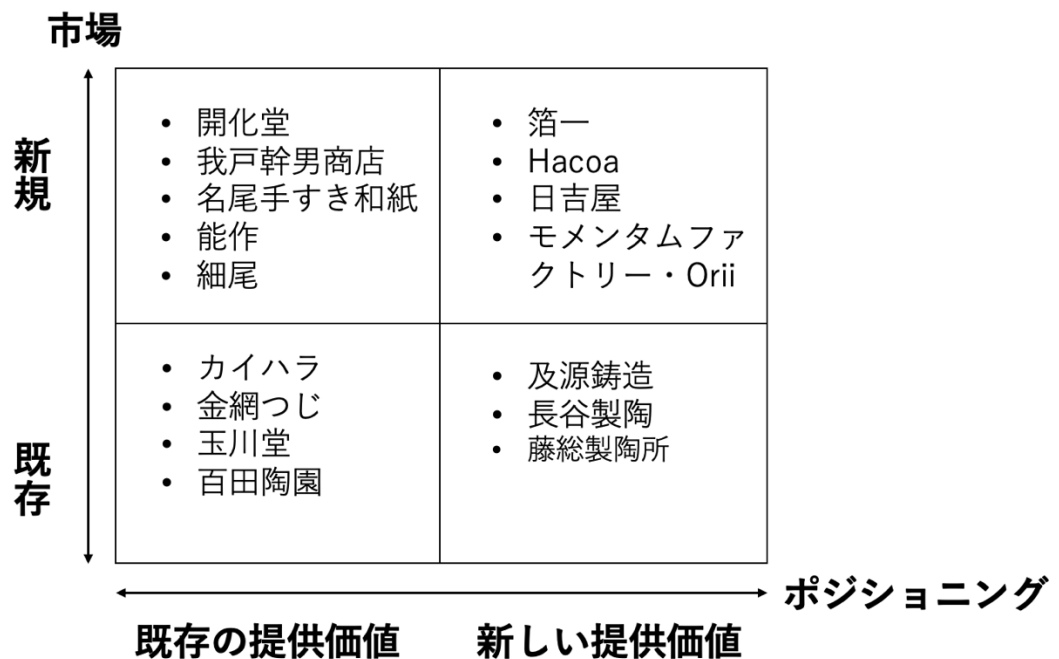 市場
新規
• 開化堂
• 我戸幹男商店
• 名尾手すき和紙
• 能作
• 細尾
• 箔一
• Hacoa
• 日吉屋
• モメンタムファ
クトリー・Orii
既存
• カイハラ
• 金網つじ
• 玉川堂
• 百田陶園
• 及源鋳造
• 長谷製陶
• 藤総製陶所
ポジショニング
既存の提供価値
新しい提供価値